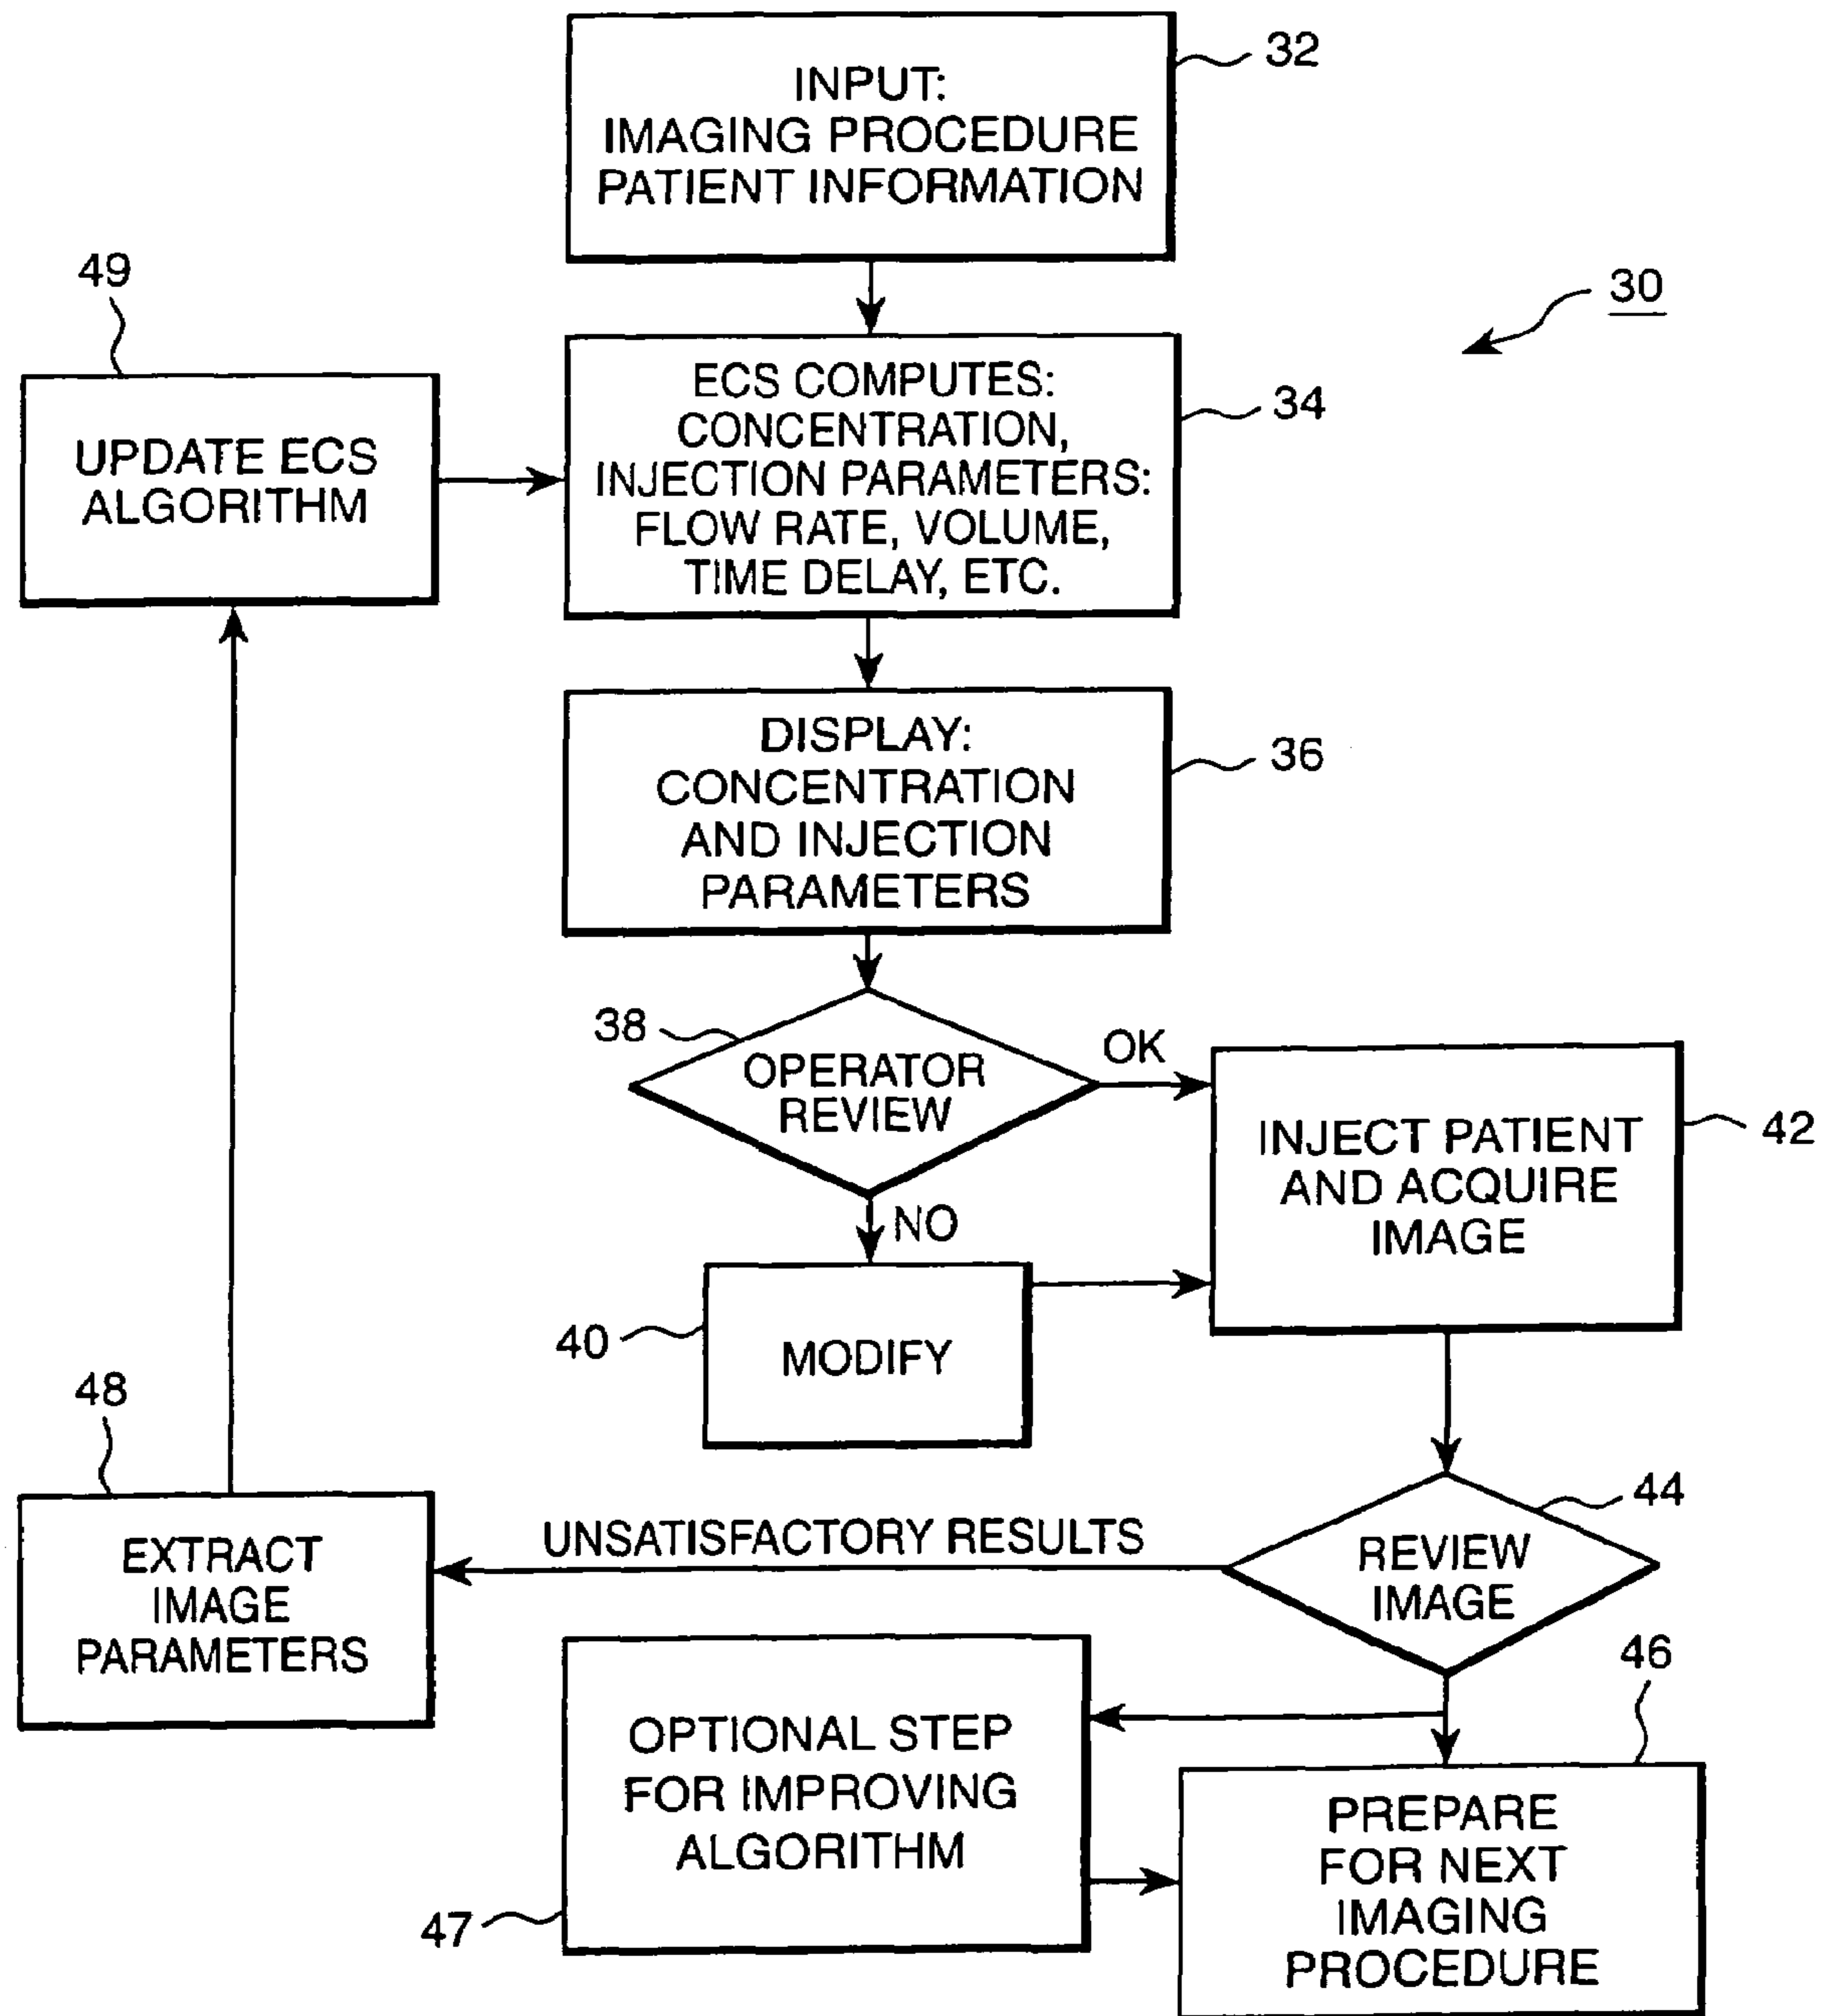 INPUT:
IMAGING PROCEDURE
PATIENT INFORMATION
32
30
49
UPDATE ECS
ALGORITHM
ECS COMPUTES:
CONCENTRATION,
INJECTION PARAMETERS:
FLOW RATE, VOLUME,
TIME DELAY, ETC.
34
DISPLAY:
CONCENTRATION
AND INJECTION
PARAMETERS
36
38
OPERATOR
REVIEW
OK
NO
INJECT PATIENT
AND ACQUIRE
IMAGE
42
40
MODIFY
48
EXTRACT
IMAGE
PARAMETERS
UNSATISFACTORY RESULTS
44
REVIEW
IMAGE
46
OPTIONAL STEP
FOR IMPROVING
ALGORITHM
47
PREPARE
FOR NEXT
IMAGING
PROCEDURE